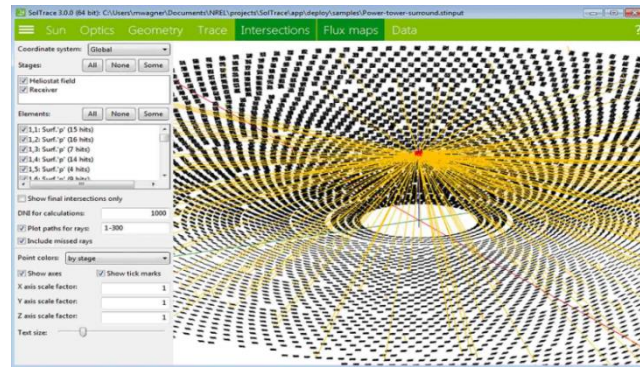 SolTrace 3.0.0 (64 bit): C:\Users\mwagner\Documents\NREL\projects\SolTrace\app\deploy\samples\Power-tower-surround.stinput
Sun Optics Geometry Trace Intersections Flux maps Data ?
Coordinate system: Global
Stages: All None Some
Heliostat field
Receiver
Elements: All None Some
1,1: Surf:'p' (15 hits)
1,2: Surf:'p' (16 hits)
1,3: Surf:'p' (7 hits)
1,4: Surf:'p' (14 hits)
1,5: Surf:'p' (4 hits)
Show final intersections only
DNI for calculations: 1000
Plot paths for rays: 1-300
Include missed rays
Point colors: by stage
Show axes Show tick marks
X axis scale factor: 1
Y axis scale factor: 1
Z axis scale factor: 1
Text size: